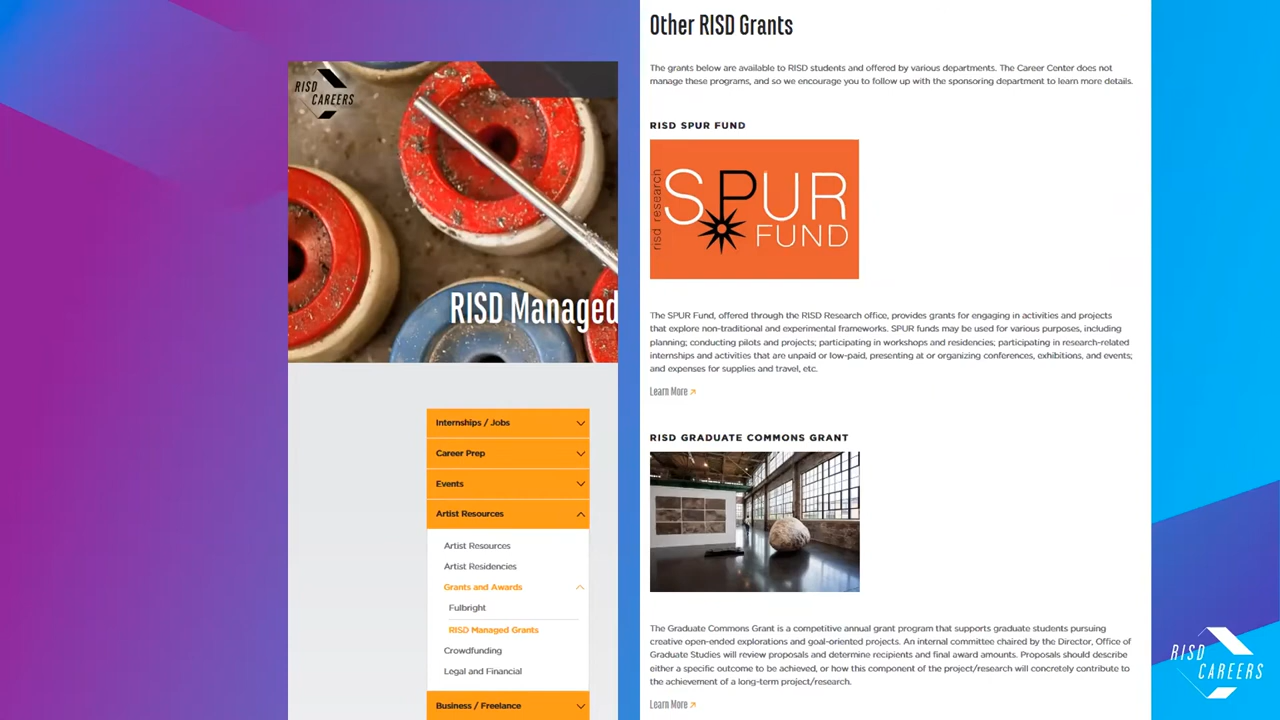 RISD
CAREERS
RISD Managed
Internships / Jobs
Career Prep
Events
Artist Resources
Artist Resources
Artist Residencies
Grants and Awards
Fulbright
RISD Managed Grants
Crowdfunding
Legal and Financial
Business / Freelance
Other RISD Grants
The grants below are available to RISD students and offered by various departments. The Career Center does not
manage these programs, and so we encourage you to follow up with the sponsoring department to learn more details.
RISD SPUR FUND
risd research
SPUR
FUND
The SPUR Fund, offered through the RISD Research office, provides grants for engaging in activities and projects
that explore non-traditional and experimental frameworks. SPUR funds may be used for various purposes, including
planning; conducting pilots and projects; participating in workshops and residencies; participating in research-related
internships and activities that are unpaid or low-paid, presenting at or organizing conferences, exhibitions, and events;
and expenses for supplies and travel, etc.
Learn More
RISD GRADUATE COMMONS GRANT
The Graduate Commons Grant is a competitive annual grant program that supports graduate students pursuing
creative open-ended explorations and goal-oriented projects. An internal committee chaired by the Director, Office of
Graduate Studies will review proposals and determine recipients and final award amounts. Proposals should describe
either a specific outcome to be achieved, or how this component of the project/research will concretely contribute to
the achievement of a long-term project/research.
Learn More
RISD
CAREERS